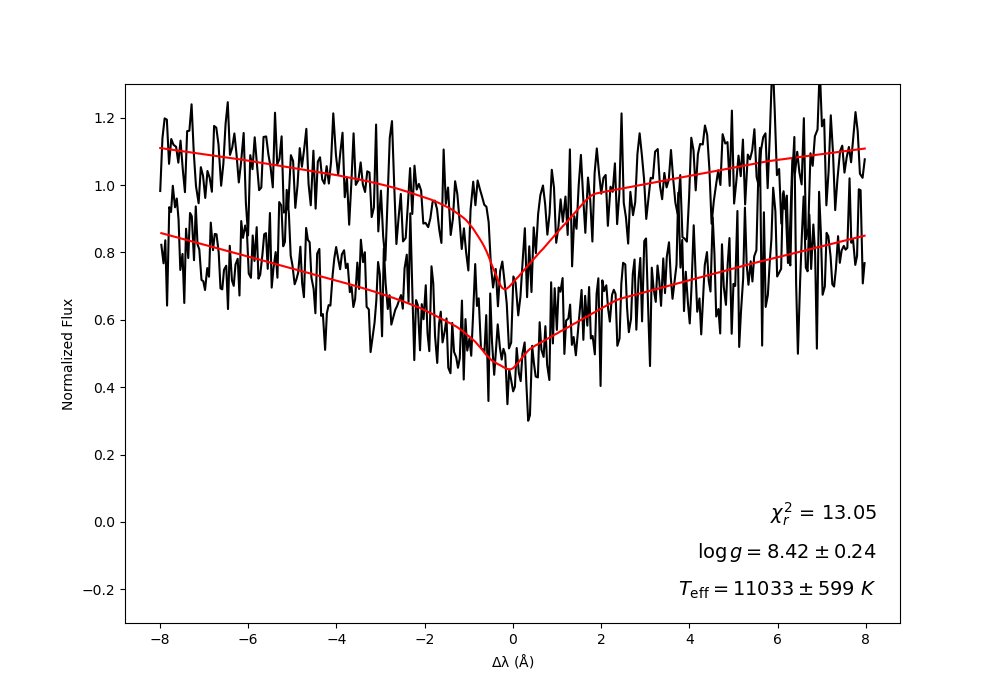 1.2
1.0
0.8
0.6
0.4
0.2
0.0
−0.2
Normalized Flux
χ²ᵣ = 13.05
log g = 8.42 ± 0.24
T_eff = 11033 ± 599 K
−8 −6 −4 −2 0 2 4 6 8
Δλ (Å)